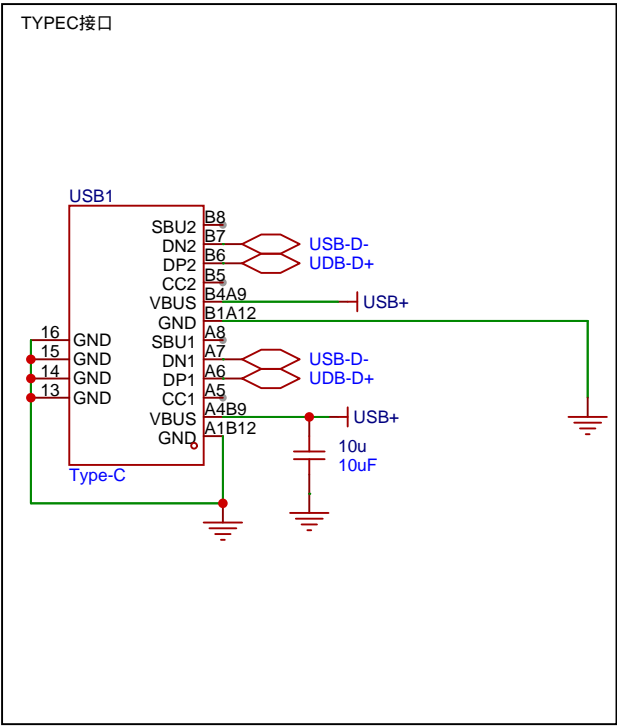 TYPEC接口
USB1
SBU2 B8
DN2 B7 USB-D-
DP2 B6 UDB-D+
CC2 B5
VBUS B4A9 USB+
GND B1A12
16 GND SBU1 A8
15 GND DN1 A7 USB-D-
14 GND DP1 A6 UDB-D+
13 GND CC1 A5
VBUS A4B9 USB+
GND A1B12
10u
10uF
Type-C